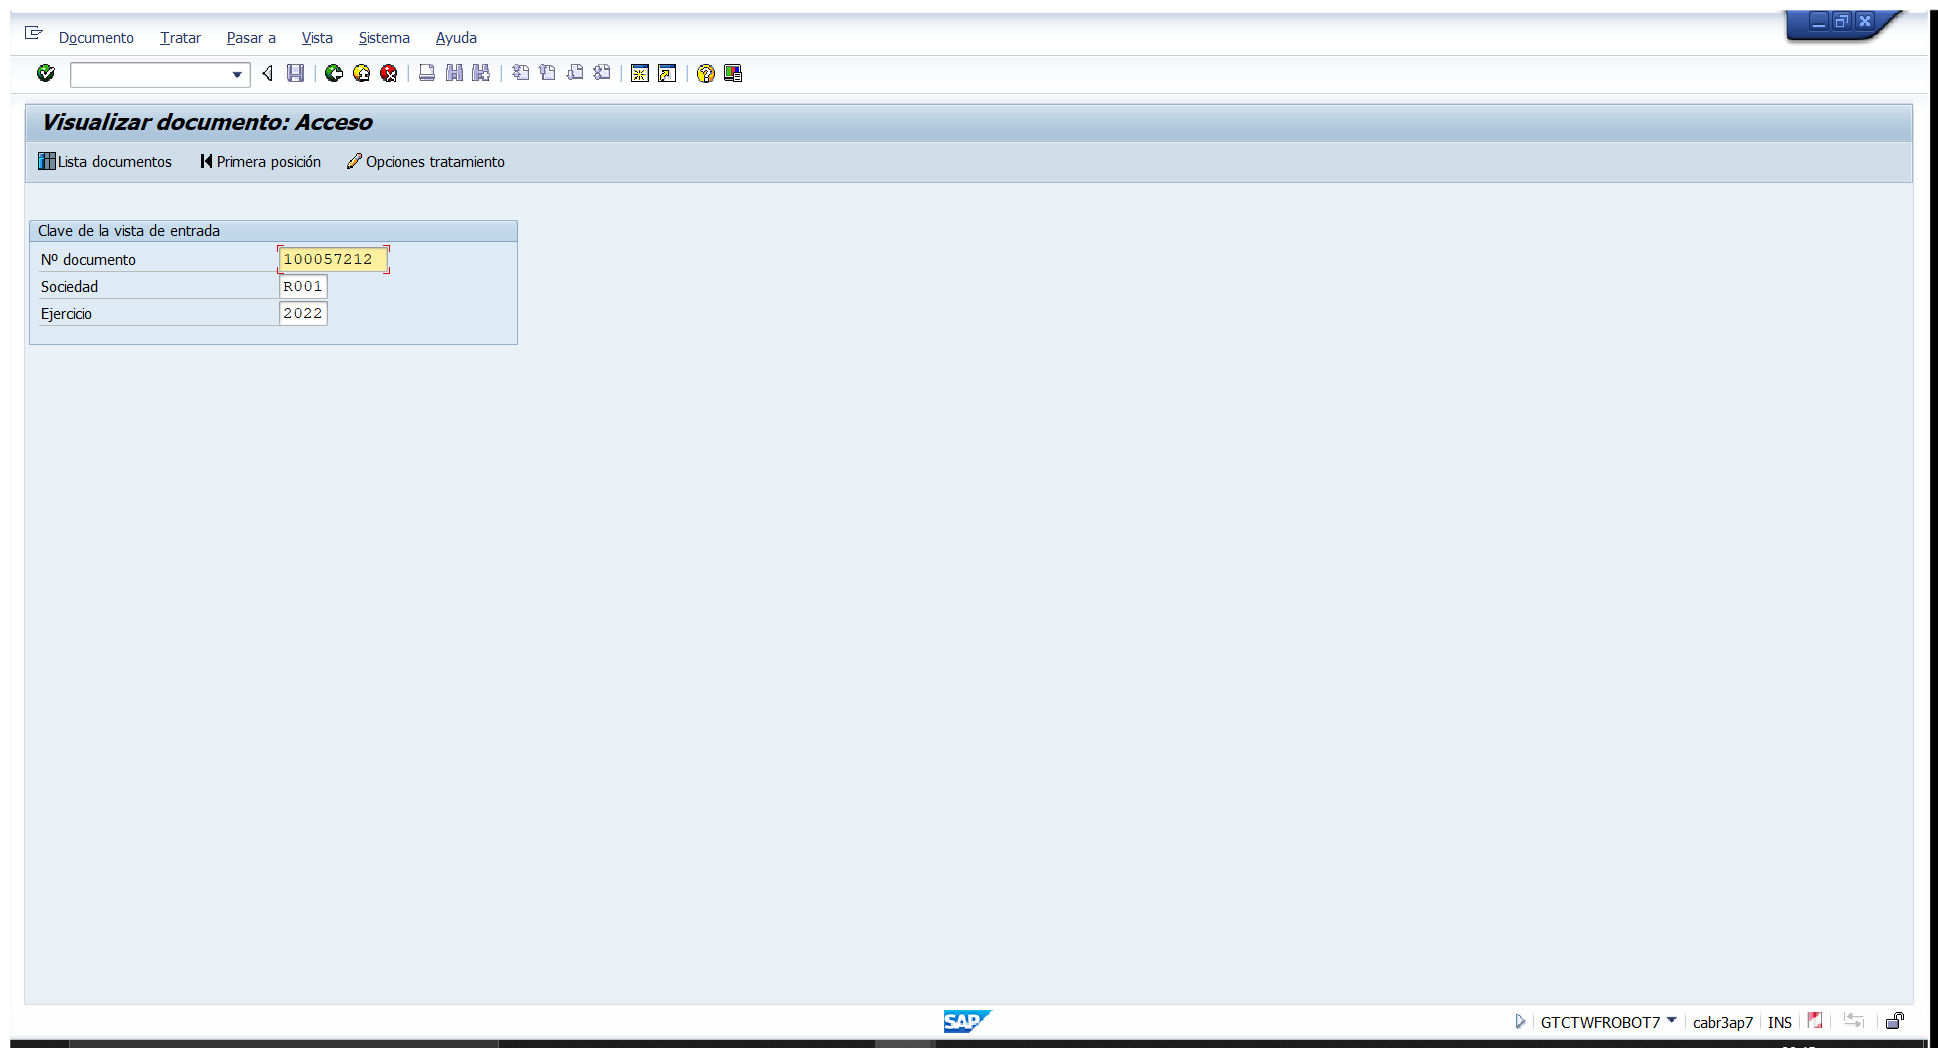 Documento Tratar Pasar a Vista Sistema Ayuda
Visualizar documento: Acceso
Lista documentos Primera posición Opciones tratamiento
Clave de la vista de entrada
Nº documento 100057212
Sociedad R001
Ejercicio 2022
SAP GTCTWFROBOT7 cabr3ap7 INS